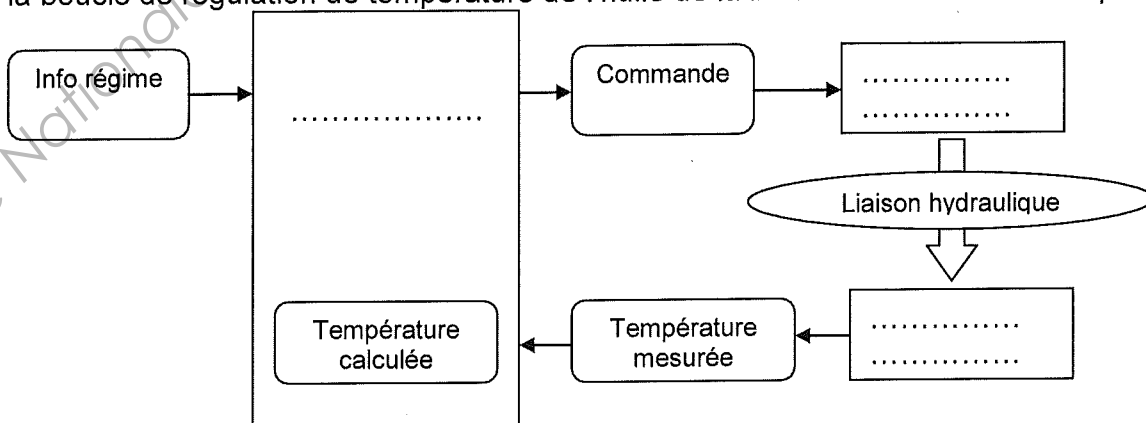 la boucle de régulation de température de l'huile de la
Info régime
Commande
...............
...............
...................
Liaison hydraulique
Température
calculée
Température
mesurée
...............
...............
National